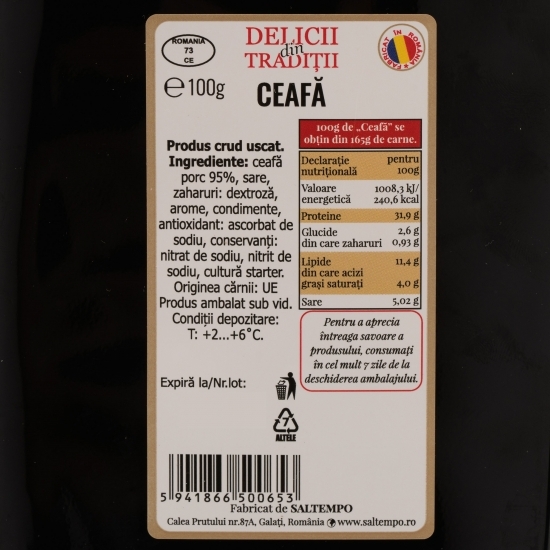 ROMANIA
73
CE
DELICII
din
TRADIȚII
FABRICAT ÎN ROMÂNIA
℮100g
CEAFĂ
Produs crud uscat.
Ingrediente: ceafă
porc 95%, sare,
zaharuri: dextroză,
arome, condimente,
antioxidant: ascorbat de
sodiu, conservanți:
nitrat de sodiu, nitrit de
sodiu, cultură starter.
Originea cărnii: UE
Produs ambalat sub vid.
Condiții depozitare:
T: +2...+6°C.
100g de „Ceafă" se
obțin din 165g de carne.
Declarație pentru
nutrițională 100g
Valoare 1008,3 kJ/
energetică 240,6 kcal
Proteine 31,9 g
Glucide 2,6 g
din care zaharuri 0,93 g
Lipide 11,4 g
din care acizi
grași saturați 4,0 g
Sare 5,02 g
Pentru a aprecia
întreaga savoare a
produsului, consumați
în cel mult 7 zile de la
deschiderea ambalajului.
Expiră la/Nr.lot:
7
ALTELE
5 941866 500653
Fabricat de SALTEMPO
Calea Prutului nr.87A, Galați, România www.saltempo.ro